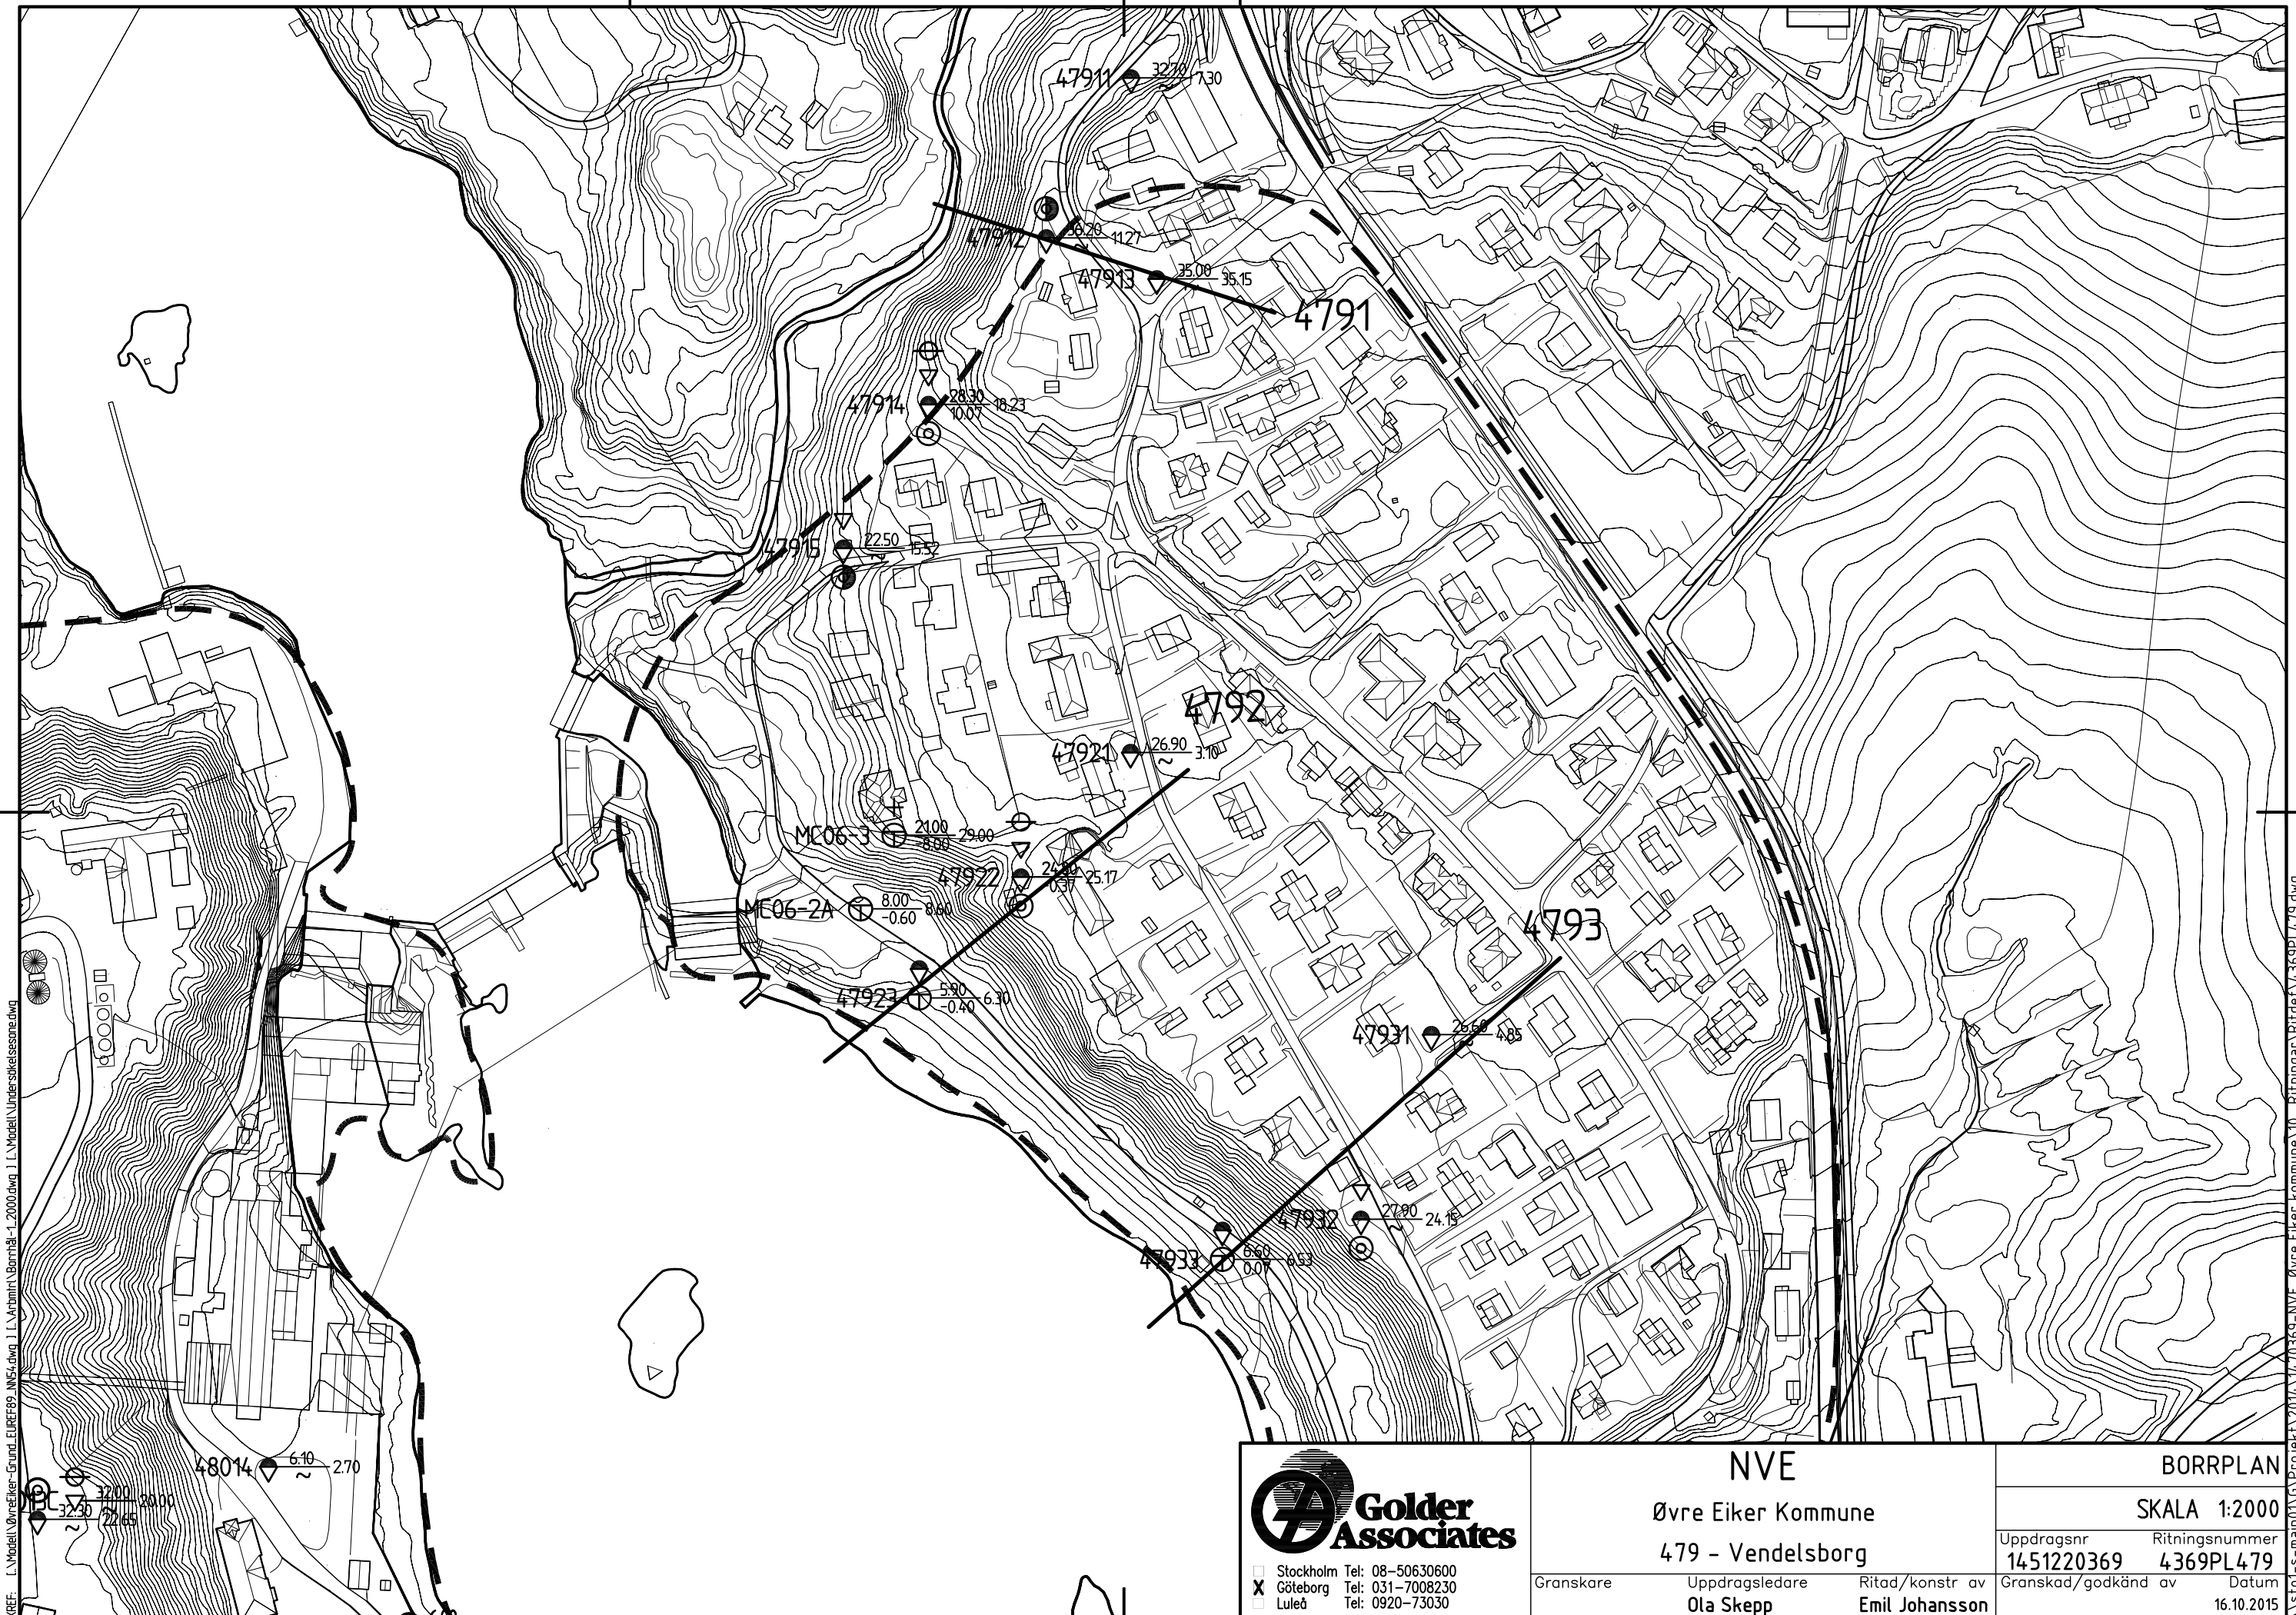 47911 32.70 ~ 7.30
47912 36.20 ~ 11.27
47913 35.00 ~ 35.15
4791
47914 28.30 10.07 18.23
47915 22.50 ~ 15.52
4792
47921 26.90 ~ 3.10
MC06-3 21.00 -8.00 29.00
47922 0.37 25.17
MC06-2A 8.00 -0.60 8.60
47923 5.90 -0.40 6.30
4793
47931 26.60 ~ 4.85
47932 27.90 ~ 24.15
47933 6.60 0.07 6.53
48014 6.10 ~ 2.70
32.00 20.00
32.30 ~ 22.65
Golder
Associates
Stockholm Tel: 08-50630600
X Göteborg Tel: 031-7008230
Luleå Tel: 0920-73030
NVE
Øvre Eiker Kommune
479 - Vendelsborg
Granskare
Uppdragsledare
Ola Skepp
Ritad/konstr av
Emil Johansson
BORRPLAN
SKALA 1:2000
Uppdragsnr
1451220369
Ritningsnummer
4369PL479
Granskad/godkänd av
Datum
16.10.2015